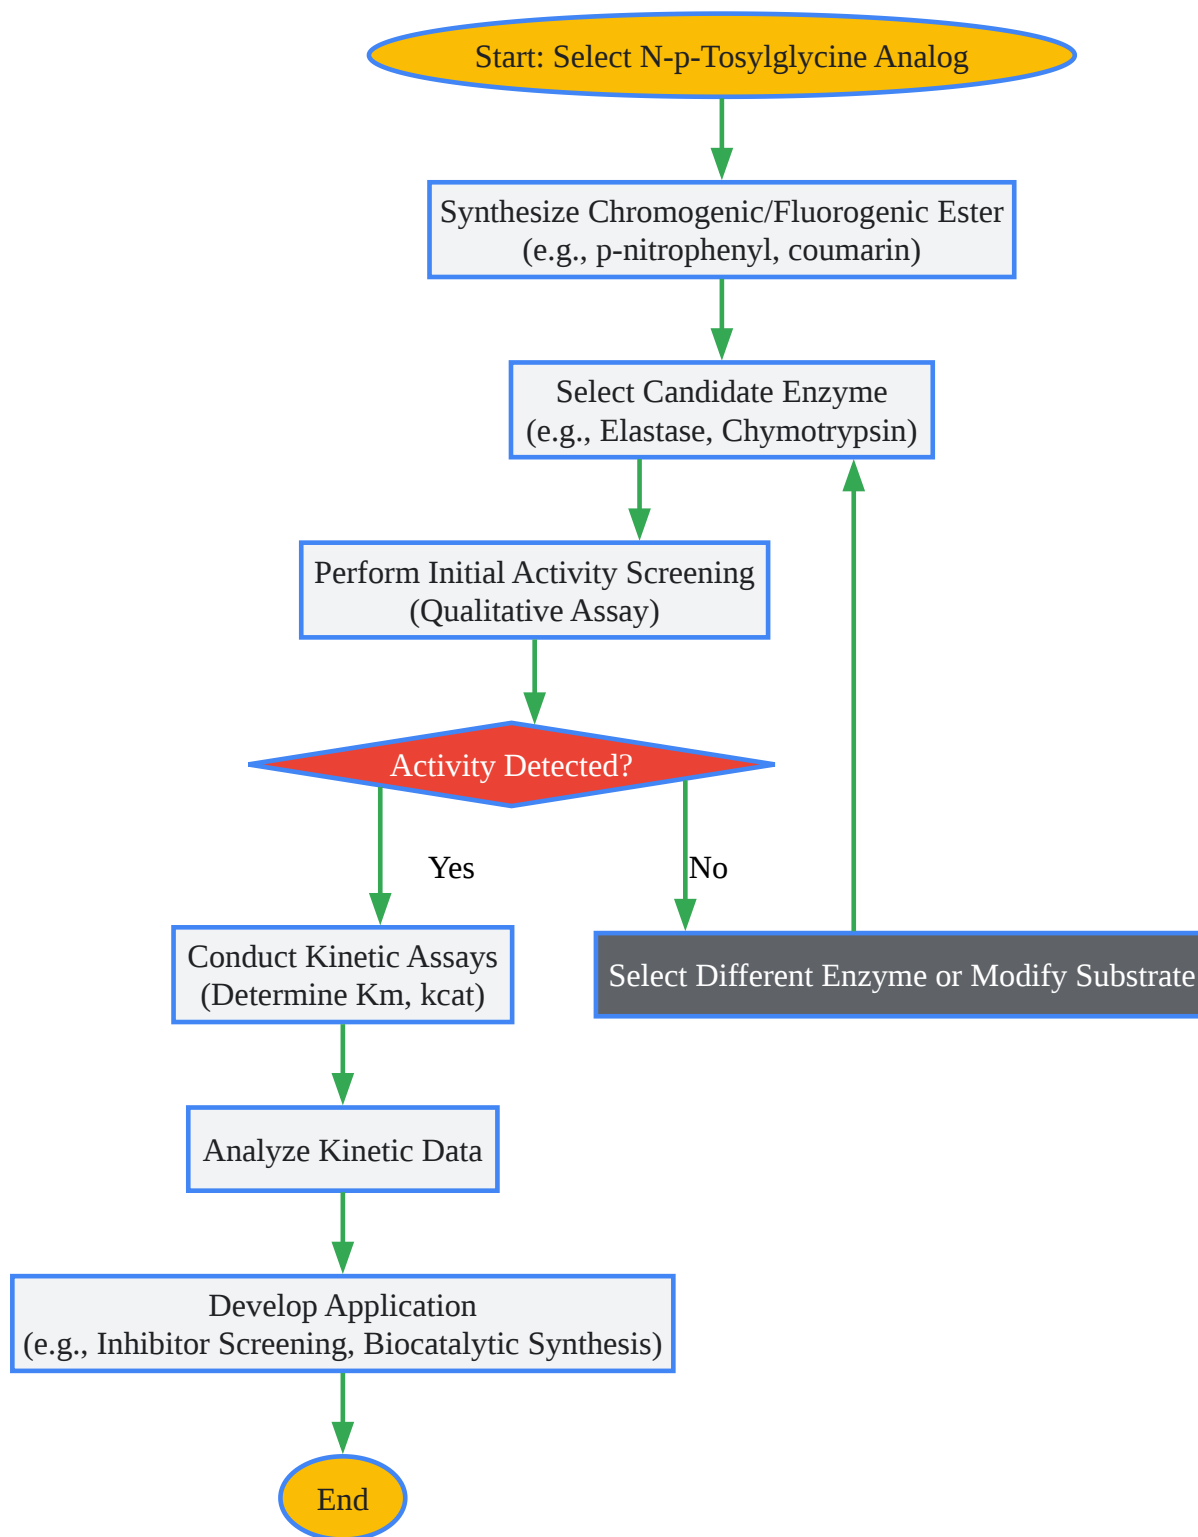 Start: Select N-p-Tosylglycine Analog
Synthesize Chromogenic/Fluorogenic Ester
(e.g., p-nitrophenyl, coumarin)
Select Candidate Enzyme
(e.g., Elastase, Chymotrypsin)
Perform Initial Activity Screening
(Qualitative Assay)
Activity Detected?
Yes
No
Conduct Kinetic Assays
(Determine Km, kcat)
Select Different Enzyme or Modify Substrate
Analyze Kinetic Data
Develop Application
(e.g., Inhibitor Screening, Biocatalytic Synthesis)
End